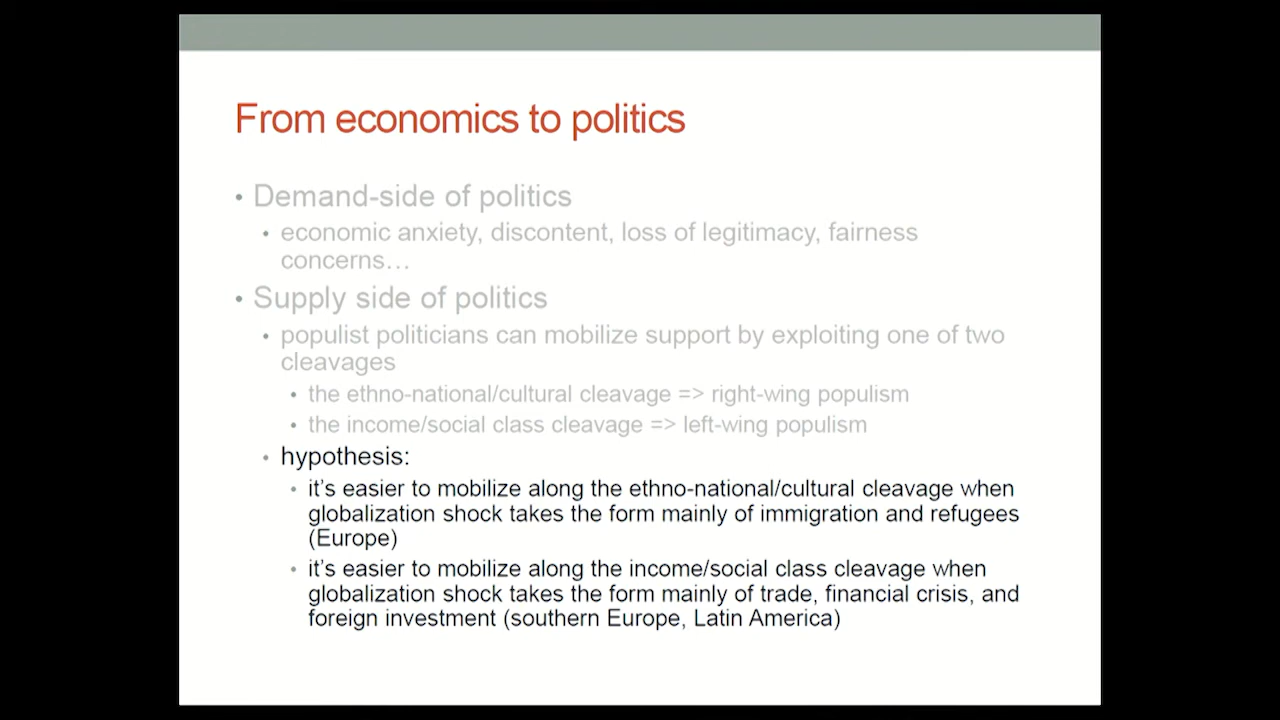 From economics to politics
• Demand-side of politics
• economic anxiety, discontent, loss of legitimacy, fairness
concerns…
• Supply side of politics
• populist politicians can mobilize support by exploiting one of two
cleavages
• the ethno-national/cultural cleavage => right-wing populism
• the income/social class cleavage => left-wing populism
• hypothesis:
• it's easier to mobilize along the ethno-national/cultural cleavage when
globalization shock takes the form mainly of immigration and refugees
(Europe)
• it's easier to mobilize along the income/social class cleavage when
globalization shock takes the form mainly of trade, financial crisis, and
foreign investment (southern Europe, Latin America)